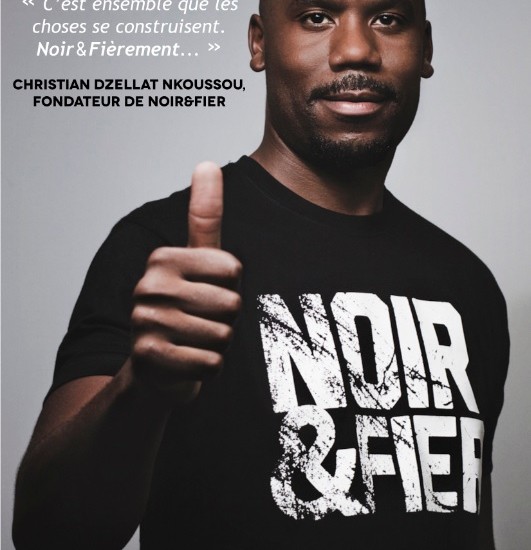 « C'est ensemble que les
choses se construisent.
Noir&Fièrement... »
CHRISTIAN DZELLAT NKOUSSOU,
FONDATEUR DE NOIR&FIER
NOIR
&FIER